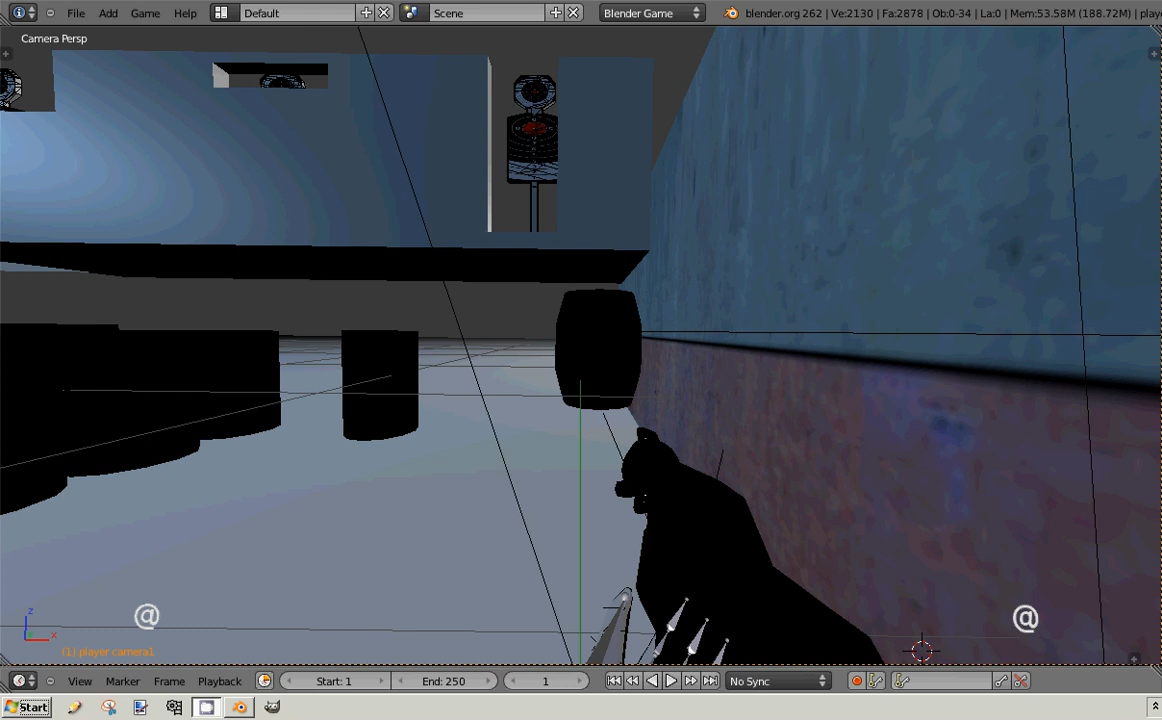 File Add Game Help Default Scene Blender Game blender.org 262 | Ve:2130 | Fa:2878 | Ob:0-34 | La:0 | Mem:53.58M (188.72M) | playe
Camera Persp
@ @
z
x
(1) player camera1
View Marker Frame Playback Start: 1 End: 250 1 No Sync
Start